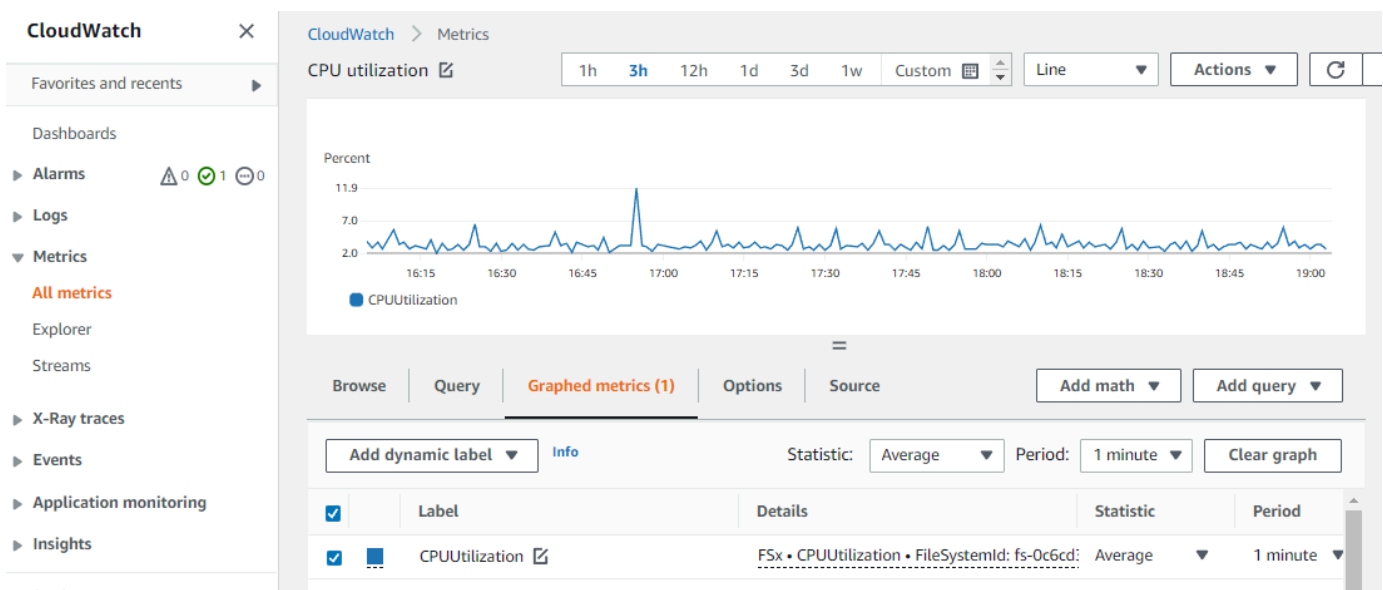 CloudWatch
Favorites and recents
Dashboards
Alarms 0 1 0
Logs
Metrics
All metrics
Explorer
Streams
X-Ray traces
Events
Application monitoring
Insights
CloudWatch > Metrics
CPU utilization 1h 3h 12h 1d 3d 1w Custom Line Actions
Percent
11.9
7.0
2.0
16:15 16:30 16:45 17:00 17:15 17:30 17:45 18:00 18:15 18:30 18:45 19:00
CPUUtilization
Browse Query Graphed metrics (1) Options Source Add math Add query
Add dynamic label Info Statistic: Average Period: 1 minute Clear graph
Label Details Statistic Period
CPUUtilization FSx • CPUUtilization • FileSystemId: fs-0c6cd Average 1 minute